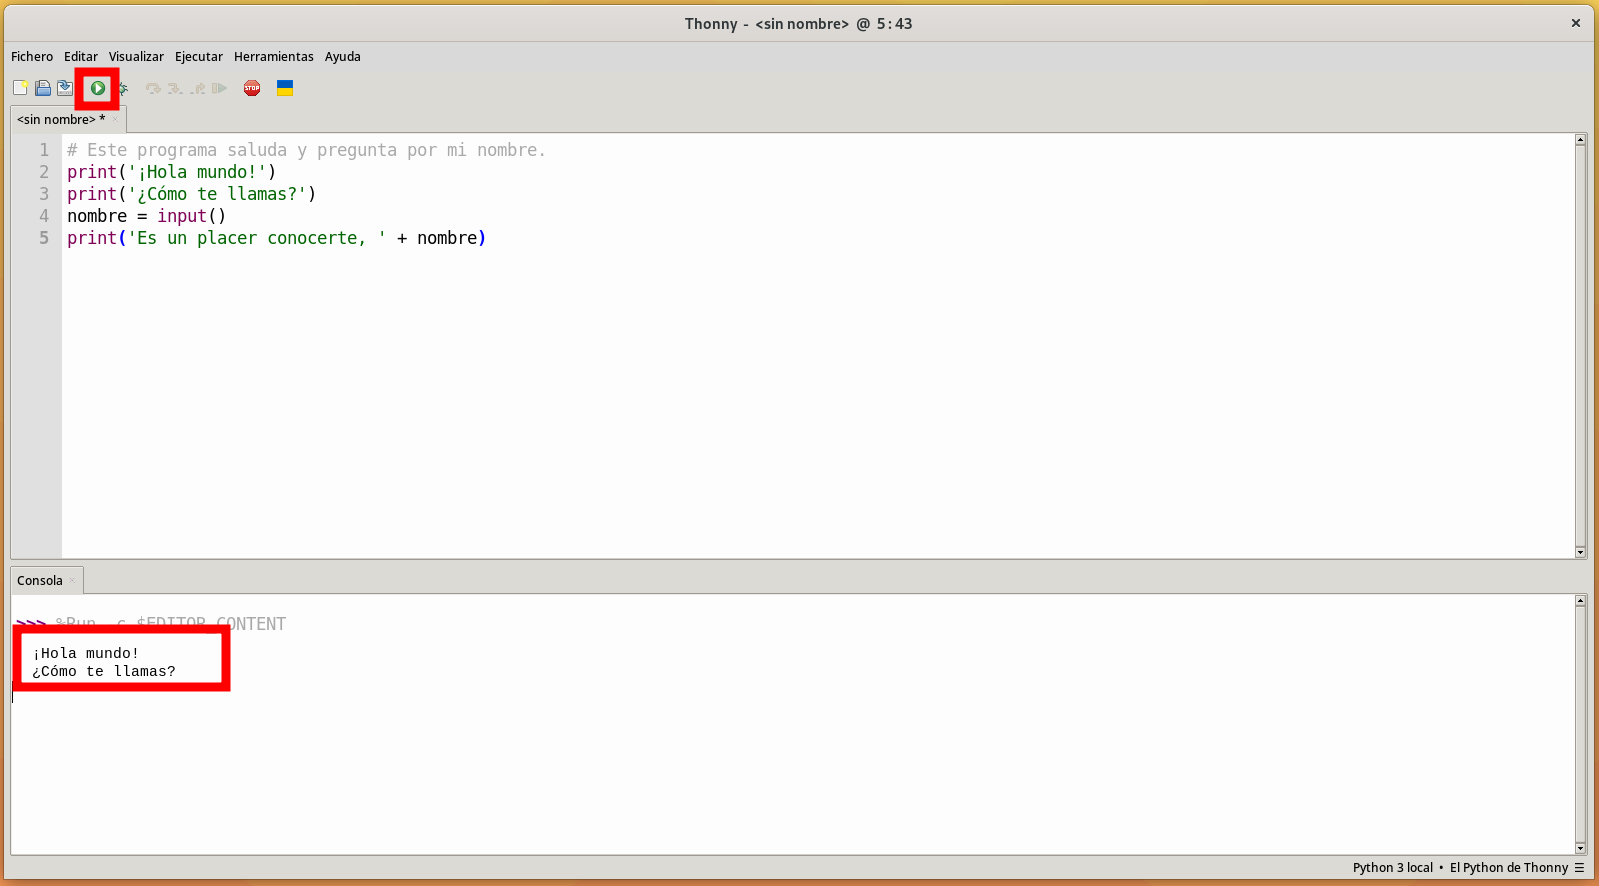 Thonny - <sin nombre> @ 5:43
Fichero Editar Visualizar Ejecutar Herramientas Ayuda
STOP
<sin nombre> *
1 # Este programa saluda y pregunta por mi nombre.
2 print('¡Hola mundo!')
3 print('¿Cómo te llamas?')
4 nombre = input()
5 print('Es un placer conocerte, ' + nombre)
Consola
>>> %Run -c $EDITOR_CONTENT
¡Hola mundo!
¿Cómo te llamas?
Python 3 local • El Python de Thonny ☰